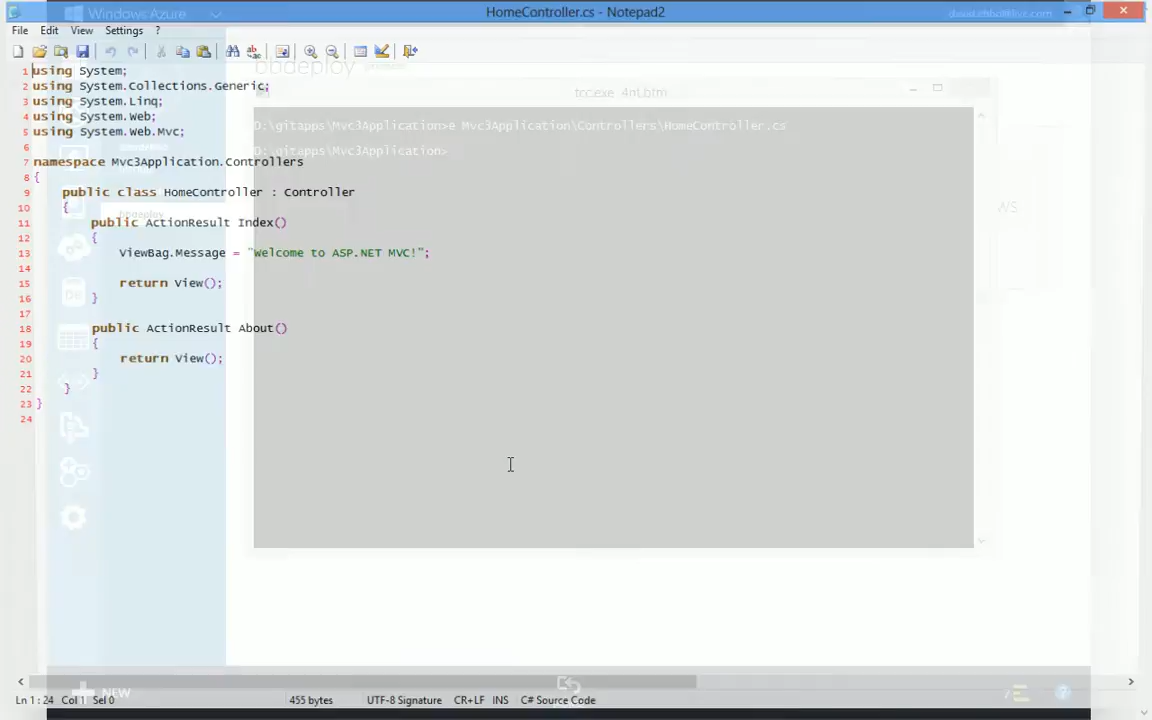 Windows Azure
HomeController.cs - Notepad2
File Edit View Settings ?
bbdeploy
tcc.exe 4nt.btm
1 using System;
2 using System.Collections.Generic;
3 using System.Linq;
4 using System.Web;
5 using System.Web.Mvc;
6
7 namespace Mvc3Application.Controllers
8 {
9 public class HomeController : Controller
10 {
11 public ActionResult Index()
12 {
13 ViewBag.Message = "Welcome to ASP.NET MVC!";
14
15 return View();
16 }
17
18 public ActionResult About()
19 {
20 return View();
21 }
22 }
23 }
24
D:\gitapps\Mvc3Application>e Mvc3Application\Controllers\HomeController.cs
D:\gitapps\Mvc3Application>
bbdeploy
WS
DB
NEW
Ln 1 : 24 Col 1 Sel 0 455 bytes UTF-8 Signature CR+LF INS C# Source Code